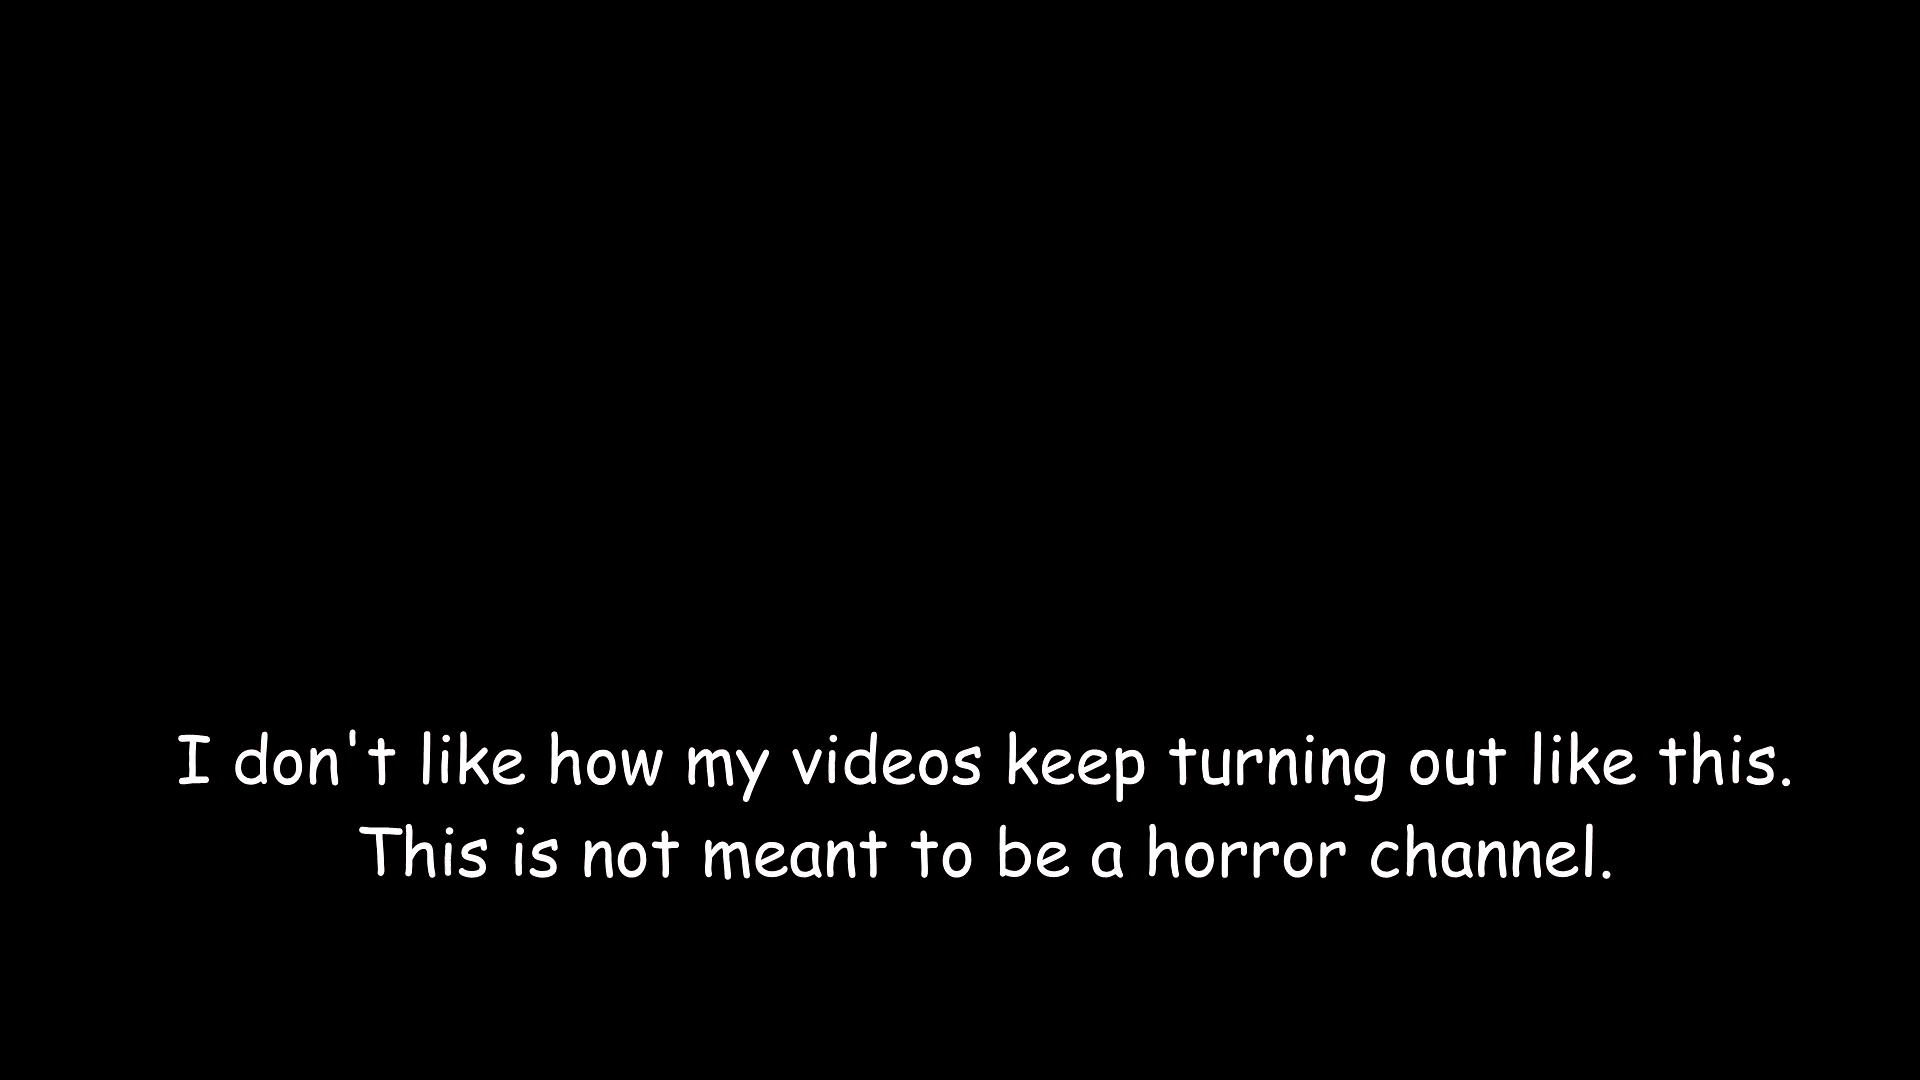 I don't like how my videos keep turning out like this.
This is not meant to be a horror channel.